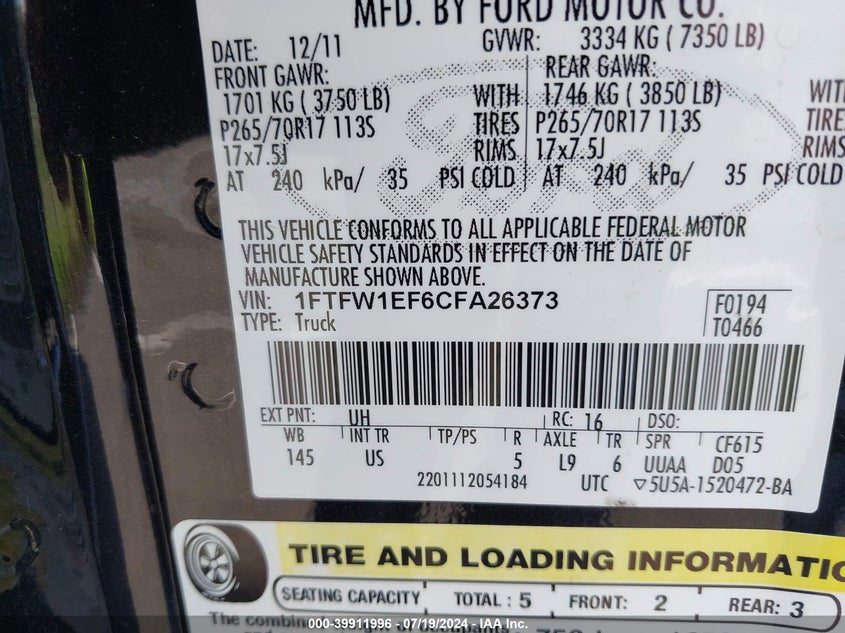 MFD. BY FORD MOTOR CO.
DATE: 12/11 GVWR: 3334 KG ( 7350 LB)
FRONT GAWR: REAR GAWR:
1701 KG ( 3750 LB) WITH 1746 KG ( 3850 LB) WITH
P265/70R17 113S TIRES P265/70R17 113S TIRES
17x7.5J RIMS 17x7.5J RIMS
AT 240 kPa/ 35 PSI COLD AT 240 kPa/ 35 PSI COLD
Ford
THIS VEHICLE CONFORMS TO ALL APPLICABLE FEDERAL MOTOR
VEHICLE SAFETY STANDARDS IN EFFECT ON THE DATE OF
MANUFACTURE SHOWN ABOVE.
VIN: 1FTFW1EF6CFA26373 F0194
TYPE: Truck T0466
EXT PNT: UH RC: 16 DSO:
WB INT TR TP/PS R AXLE TR SPR CF615
145 US 5 L9 6 UUAA D05
2201112054184 UTC ▽5U5A-1520472-BA
TIRE AND LOADING INFORMATIO
SEATING CAPACITY TOTAL : 5 FRONT: 2 REAR: 3
The combined
000-39911996 - 07/19/2024 - IAA Inc.